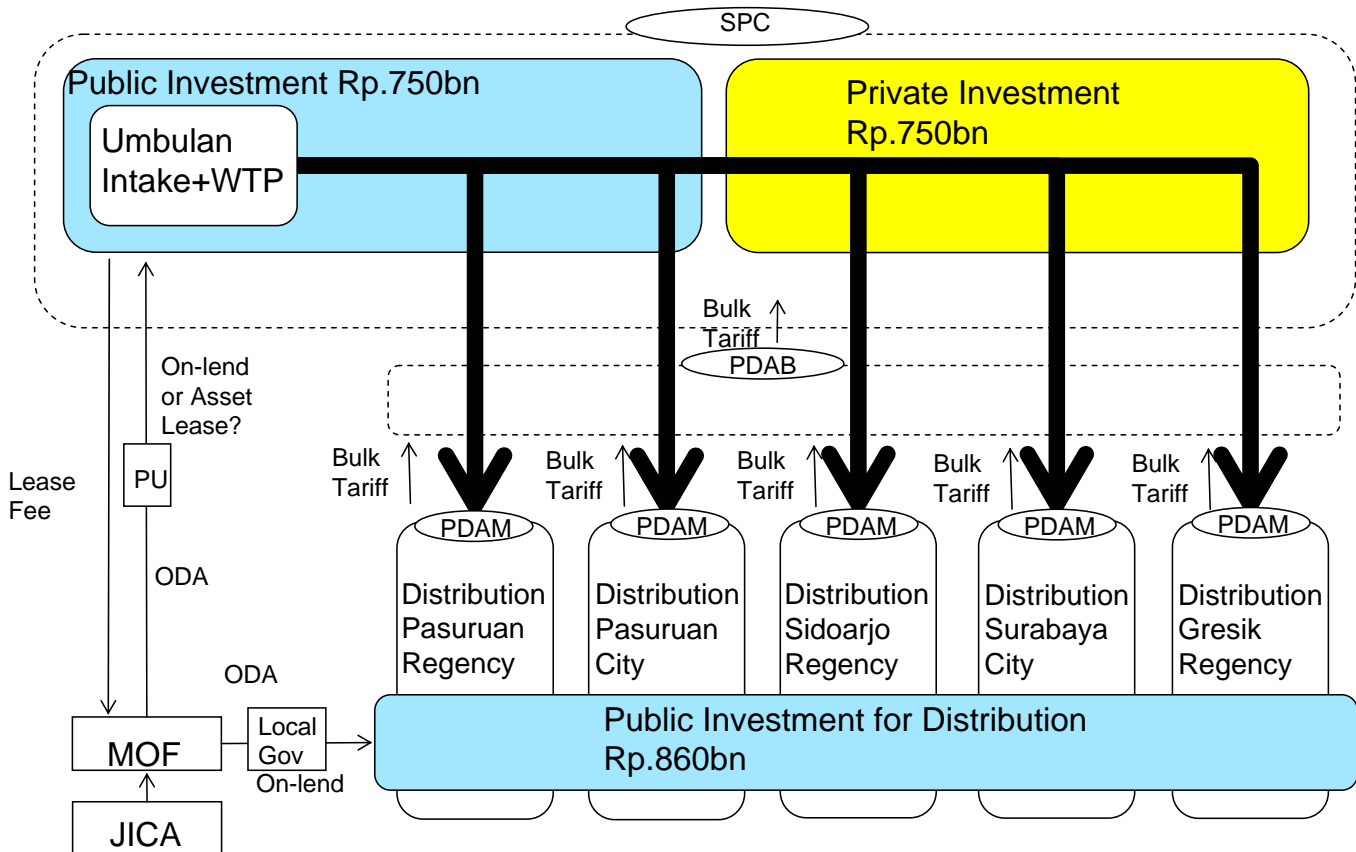 SPC
Public Investment Rp.750bn
Private Investment
Rp.750bn
Umbulan
Intake+WTP
Bulk
Tariff
PDAB
On-lend
or Asset
Lease?
PU
Lease
Fee
ODA
Bulk
Tariff
Bulk
Tariff
Bulk
Tariff
Bulk
Tariff
Bulk
Tariff
PDAM
PDAM
PDAM
PDAM
PDAM
Distribution
Pasuruan
Regency
Distribution
Pasuruan
City
Distribution
Sidoarjo
Regency
Distribution
Surabaya
City
Distribution
Gresik
Regency
ODA
MOF
Local
Gov
On-lend
Public Investment for Distribution
Rp.860bn
JICA